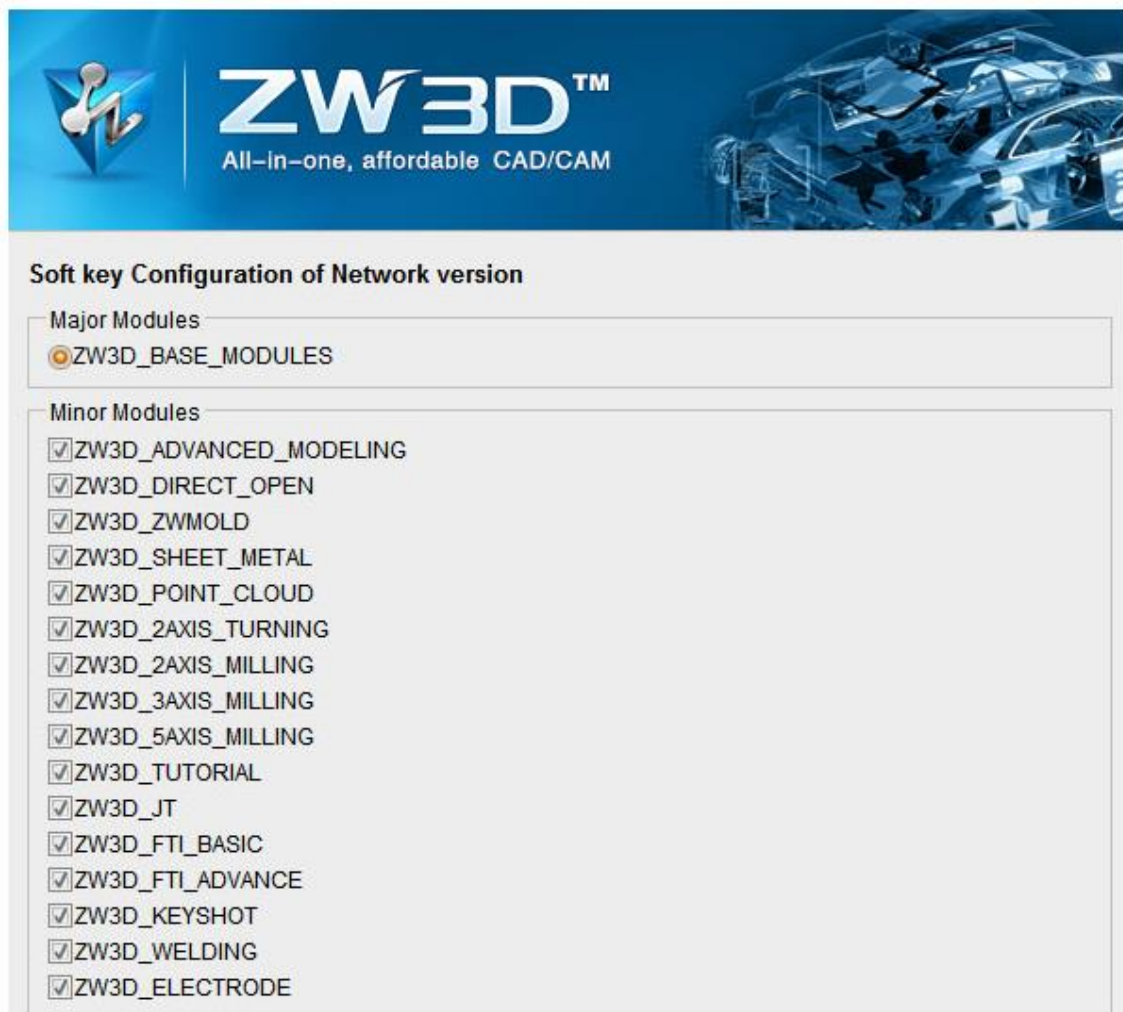 ZW3D™
All-in-one, affordable CAD/CAM
Soft key Configuration of Network version
Major Modules
ZW3D_BASE_MODULES
Minor Modules
ZW3D_ADVANCED_MODELING
ZW3D_DIRECT_OPEN
ZW3D_ZWMOLD
ZW3D_SHEET_METAL
ZW3D_POINT_CLOUD
ZW3D_2AXIS_TURNING
ZW3D_2AXIS_MILLING
ZW3D_3AXIS_MILLING
ZW3D_5AXIS_MILLING
ZW3D_TUTORIAL
ZW3D_JT
ZW3D_FTI_BASIC
ZW3D_FTI_ADVANCE
ZW3D_KEYSHOT
ZW3D_WELDING
ZW3D_ELECTRODE